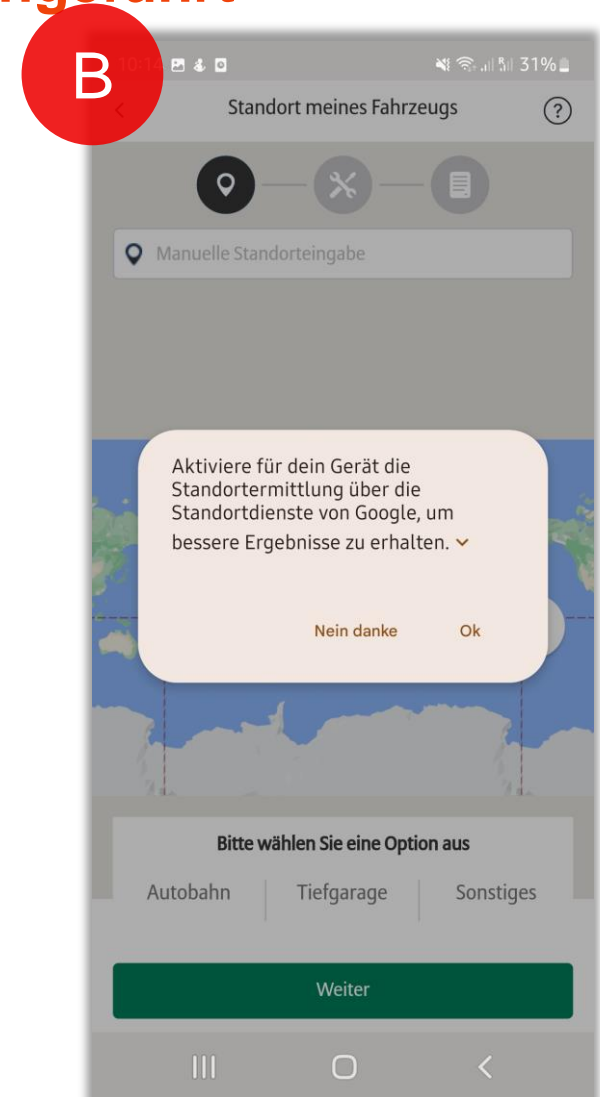 B
31%
Standort meines Fahrzeugs
?
Manuelle Standorteingabe
Aktiviere für dein Gerät die
Standortermittlung über die
Standortdienste von Google, um
bessere Ergebnisse zu erhalten.
Nein danke Ok
Bitte wählen Sie eine Option aus
Autobahn Tiefgarage Sonstiges
Weiter